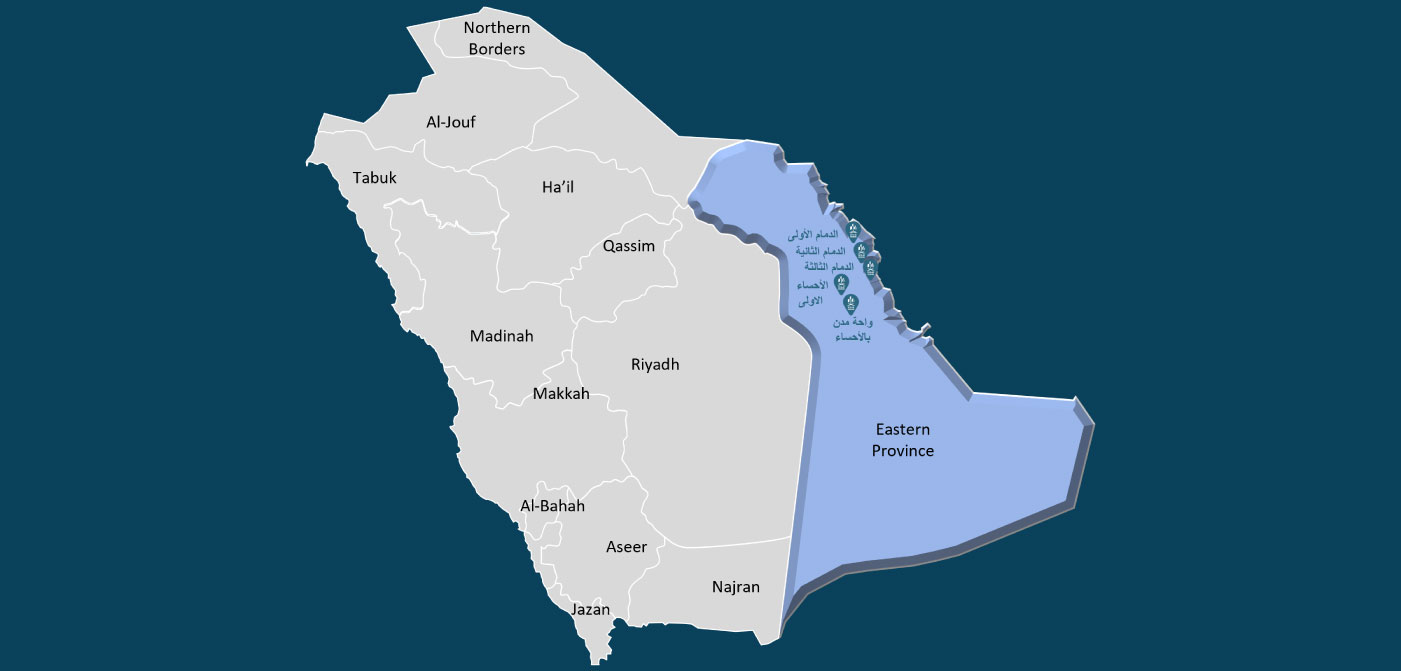 Northern
Borders
Al-Jouf
Tabuk
Ha’il
الدمام الأولى
Qassim
الدمام الثانية
الدمام الثالثة
الأحساء
الاولى
واحة مدن
بالأحساء
Madinah
Riyadh
Makkah
Eastern
Province
Al-Bahah
Aseer
Najran
Jazan